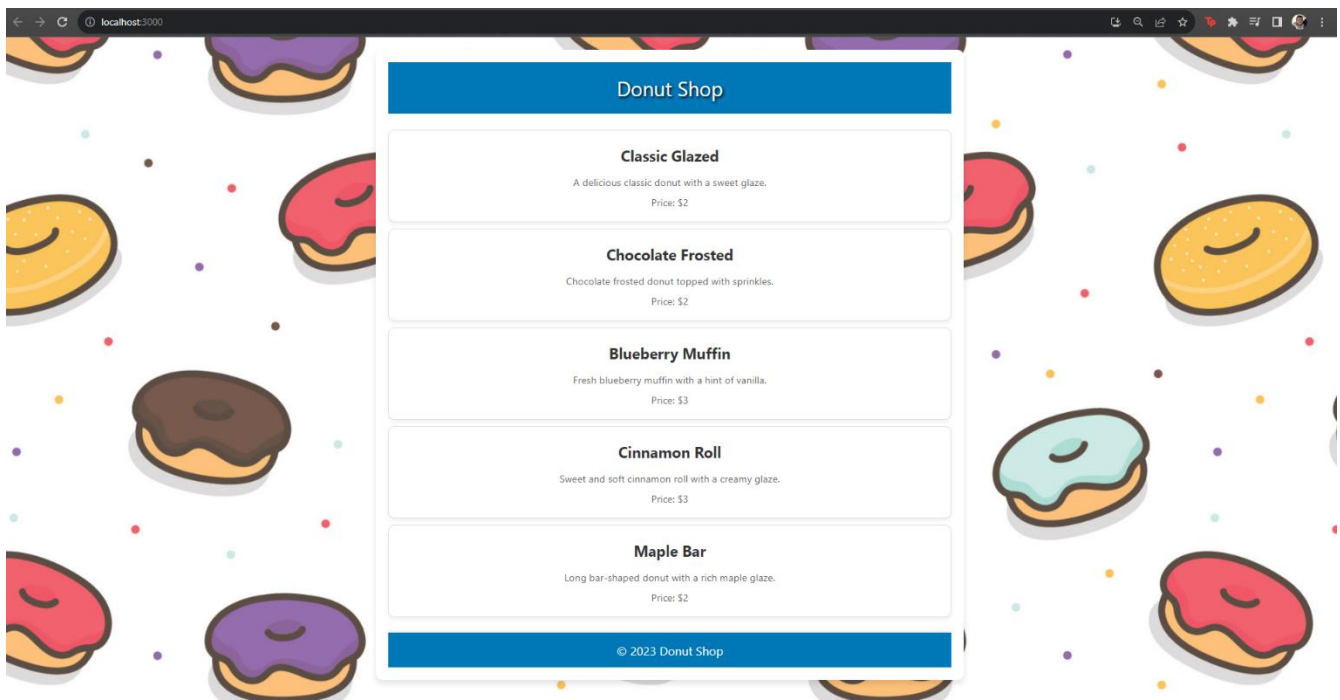 localhost:3000
Donut Shop
Classic Glazed
A delicious classic donut with a sweet glaze.
Price: $2
Chocolate Frosted
Chocolate frosted donut topped with sprinkles.
Price: $2
Blueberry Muffin
Fresh blueberry muffin with a hint of vanilla.
Price: $3
Cinnamon Roll
Sweet and soft cinnamon roll with a creamy glaze.
Price: $3
Maple Bar
Long bar-shaped donut with a rich maple glaze.
Price: $2
© 2023 Donut Shop